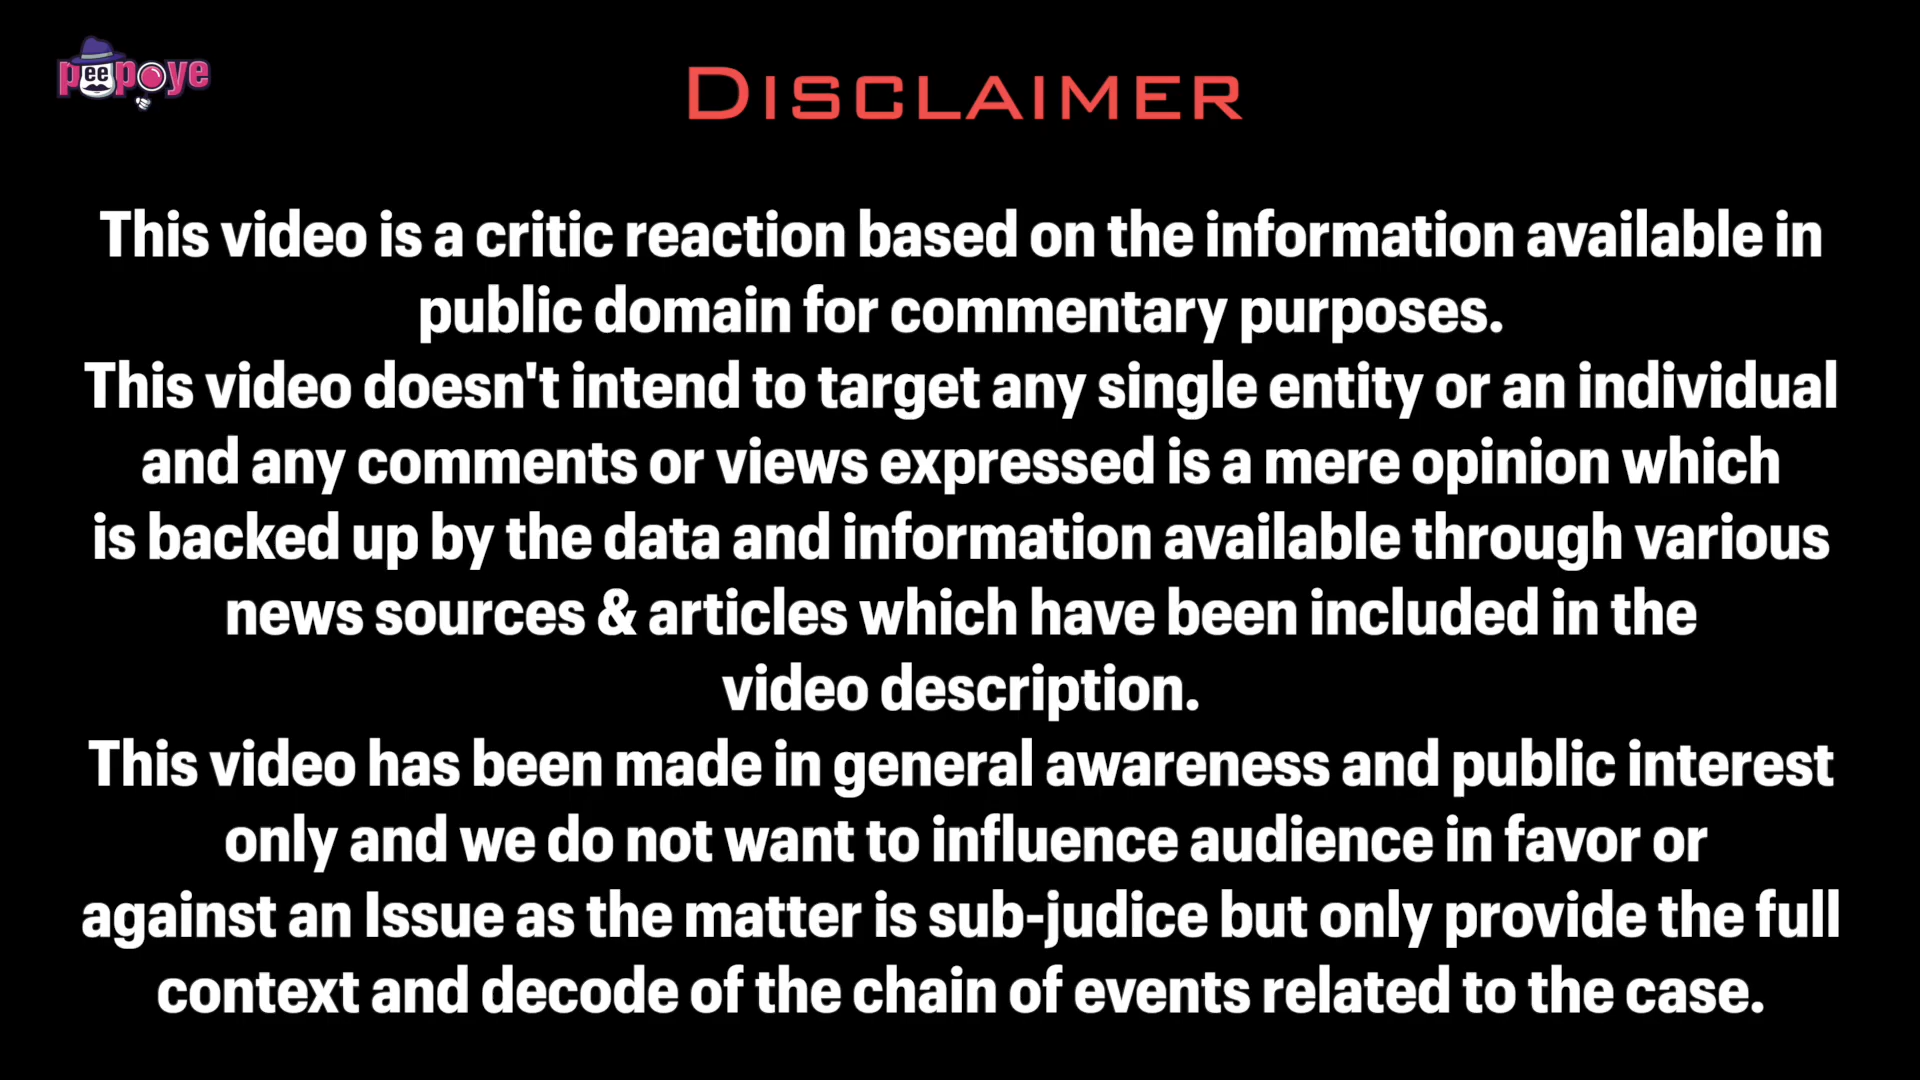 peepoye
Disclaimer
This video is a critic reaction based on the information available in
public domain for commentary purposes.
This video doesn't intend to target any single entity or an individual
and any comments or views expressed is a mere opinion which
is backed up by the data and information available through various
news sources & articles which have been included in the
video description.
This video has been made in general awareness and public interest
only and we do not want to influence audience in favor or
against an Issue as the matter is sub-judice but only provide the full
context and decode of the chain of events related to the case.